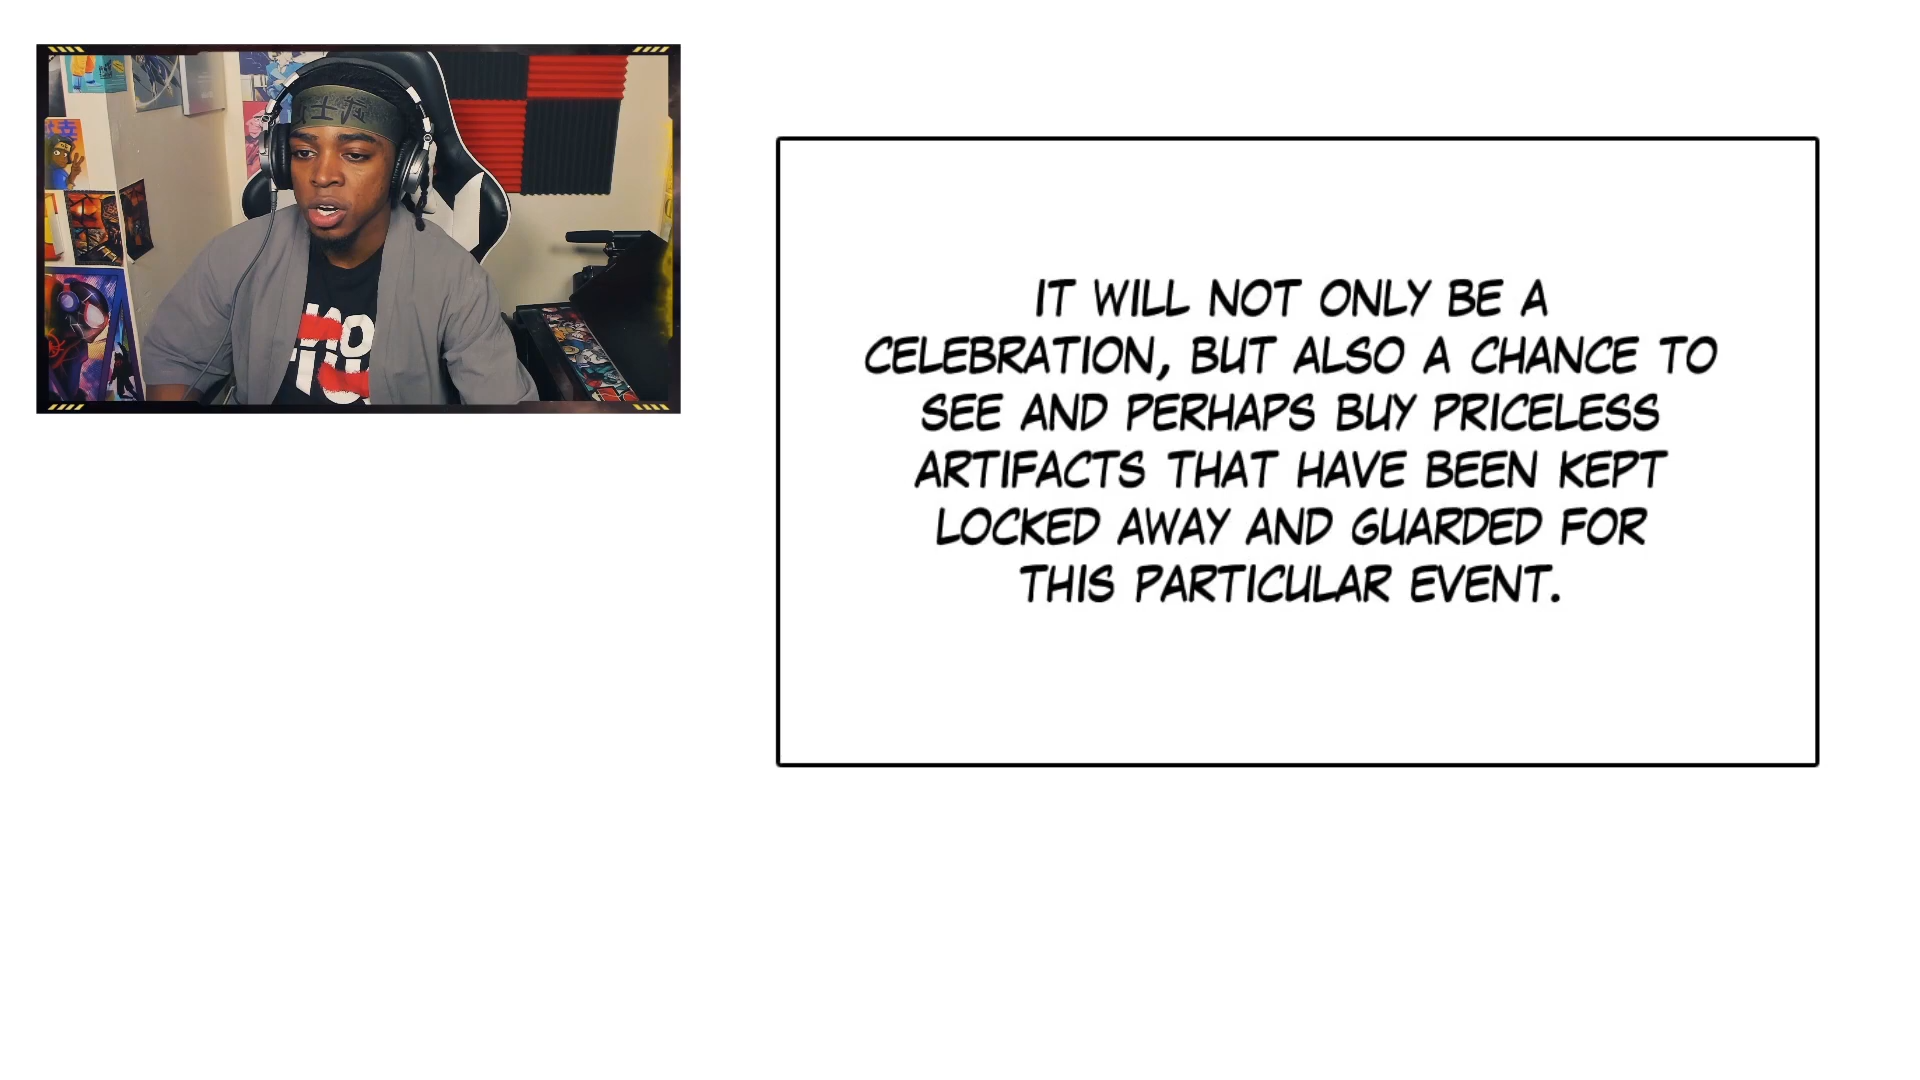 IT WILL NOT ONLY BE A
CELEBRATION, BUT ALSO A CHANCE TO
SEE AND PERHAPS BUY PRICELESS
ARTIFACTS THAT HAVE BEEN KEPT
LOCKED AWAY AND GUARDED FOR
THIS PARTICULAR EVENT.